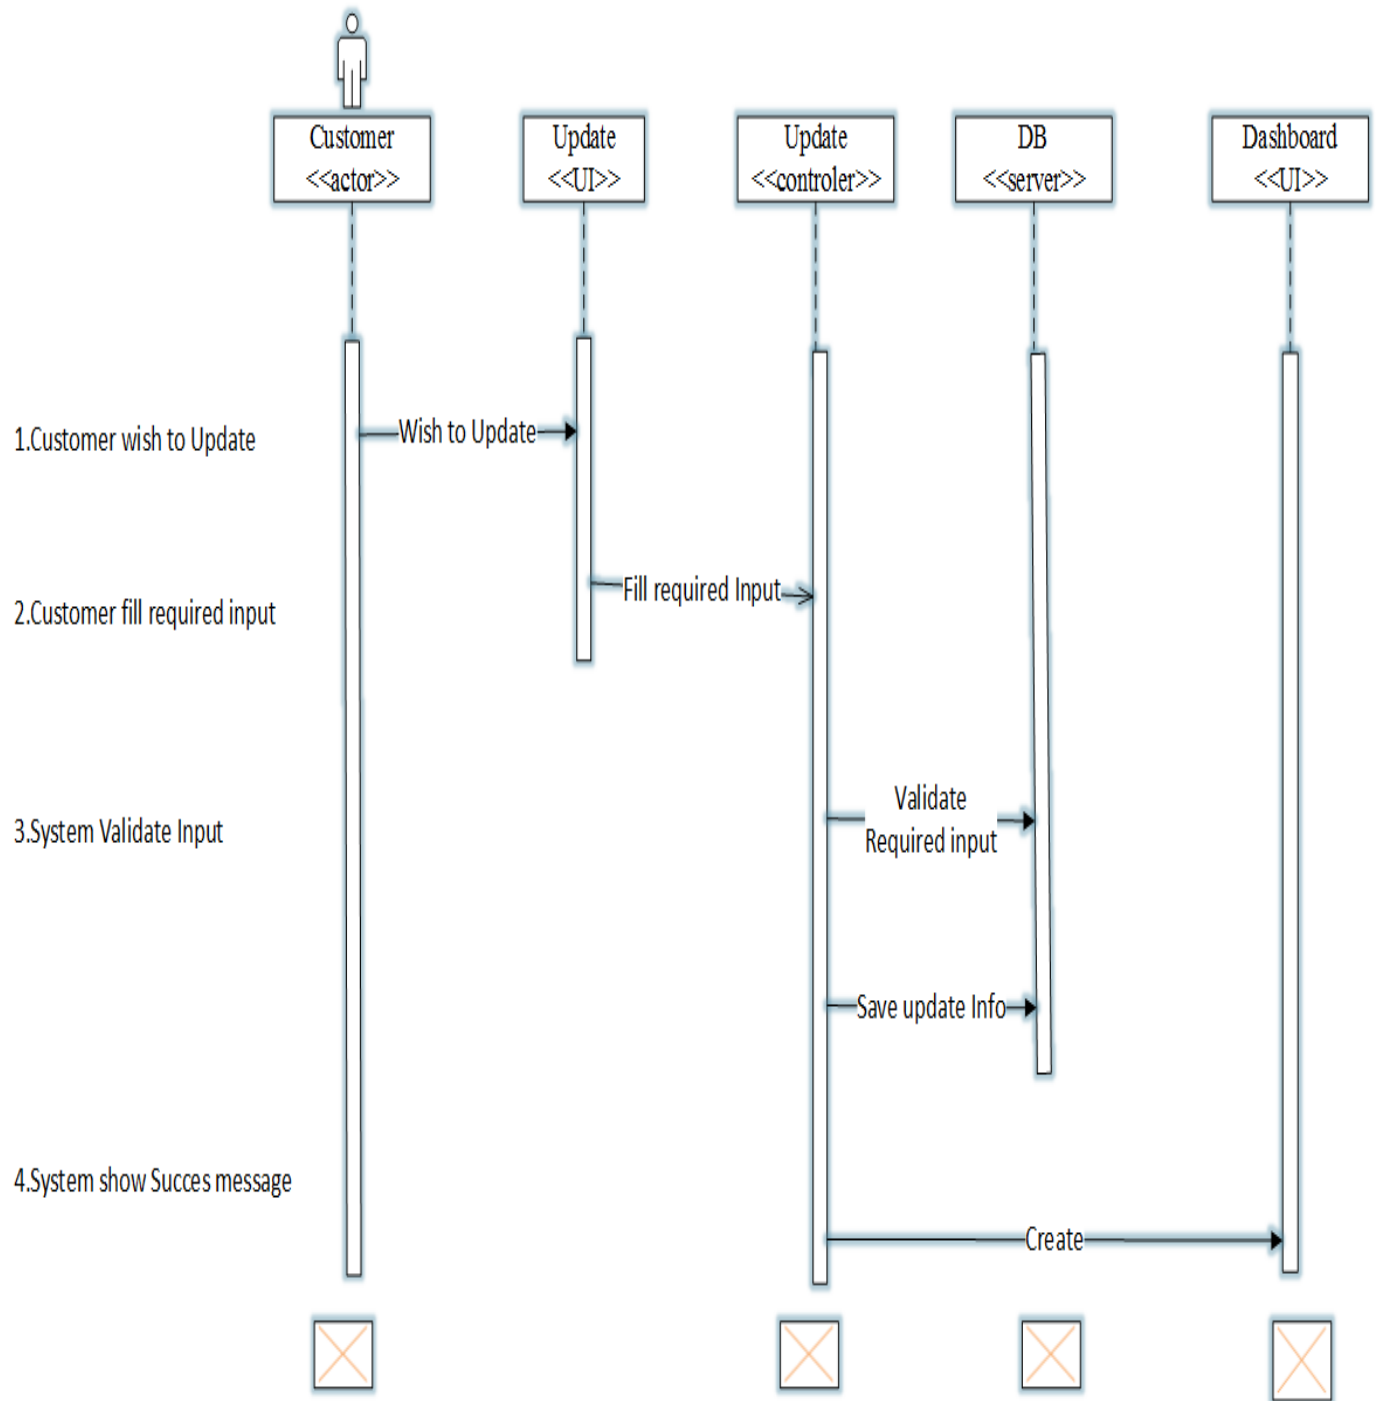 Customer
<<actor>>
Update
<<UI>>
Update
<<controler>>
DB
<<server>>
Dashboard
<<UI>>
1.Customer wish to Update
Wish to Update
2.Customer fill required input
Fill required Input
3.System Validate Input
Validate
Required input
Save update Info
4.System show Succes message
Create